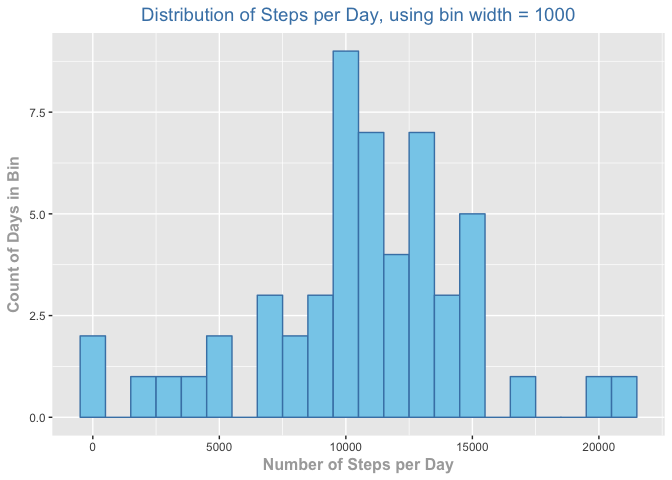 Distribution of Steps per Day, using bin width = 1000
Count of Days in Bin
7.5
5.0
2.5
0.0
0 5000 10000 15000 20000
Number of Steps per Day